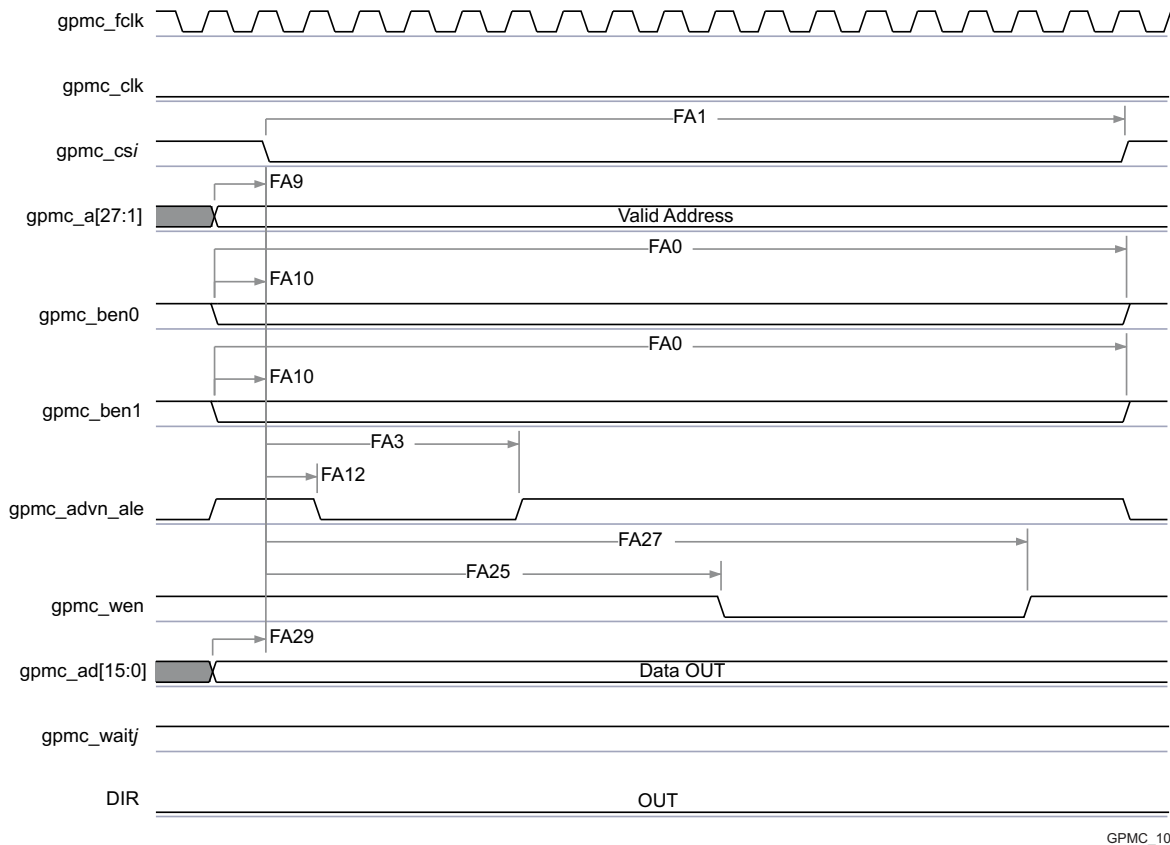 gpmc_fclk
gpmc_clk
FA1
gpmc_csi
FA9
gpmc_a[27:1]
Valid Address
FA0
FA10
gpmc_ben0
FA0
FA10
gpmc_ben1
FA3
FA12
gpmc_advn_ale
FA27
FA25
gpmc_wen
FA29
gpmc_ad[15:0]
Data OUT
gpmc_waitj
DIR
OUT
GPMC_10